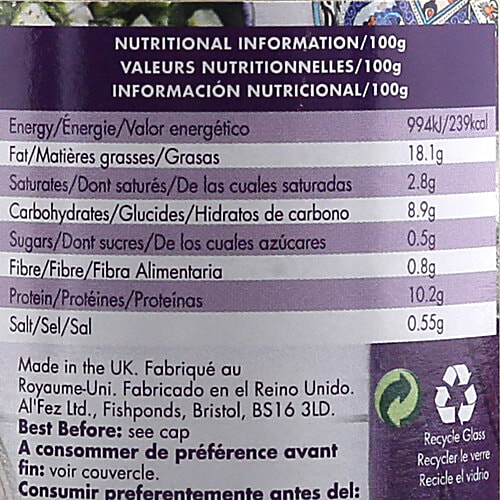 NUTRITIONAL INFORMATION/100g
VALEURS NUTRITIONNELLES/100g
INFORMACIÓN NUTRICIONAL/100g
Energy/Énergie/Valor energético 994kJ/239kcal
Fat/Matières grasses/Grasas 18.1g
Saturates/Dont saturés/De las cuales saturadas 2.8g
Carbohydrates/Glucides/Hidratos de carbono 8.9g
Sugars/Dont sucres/De los cuales azúcares 0.5g
Fibre/Fibre/Fibra Alimentaria 0.8g
Protein/Protéines/Proteínas 10.2g
Salt/Sel/Sal 0.55g
Made in the UK. Fabriqué au
Royaume-Uni. Fabricado en el Reino Unido.
Al'Fez Ltd., Fishponds, Bristol, BS16 3LD.
Best Before: see cap
A consommer de préférence avant
fin: voir couvercle.
Consumir preferentemente antes del:
Recycle Glass
Recycler le verre
Recicle el vidrio